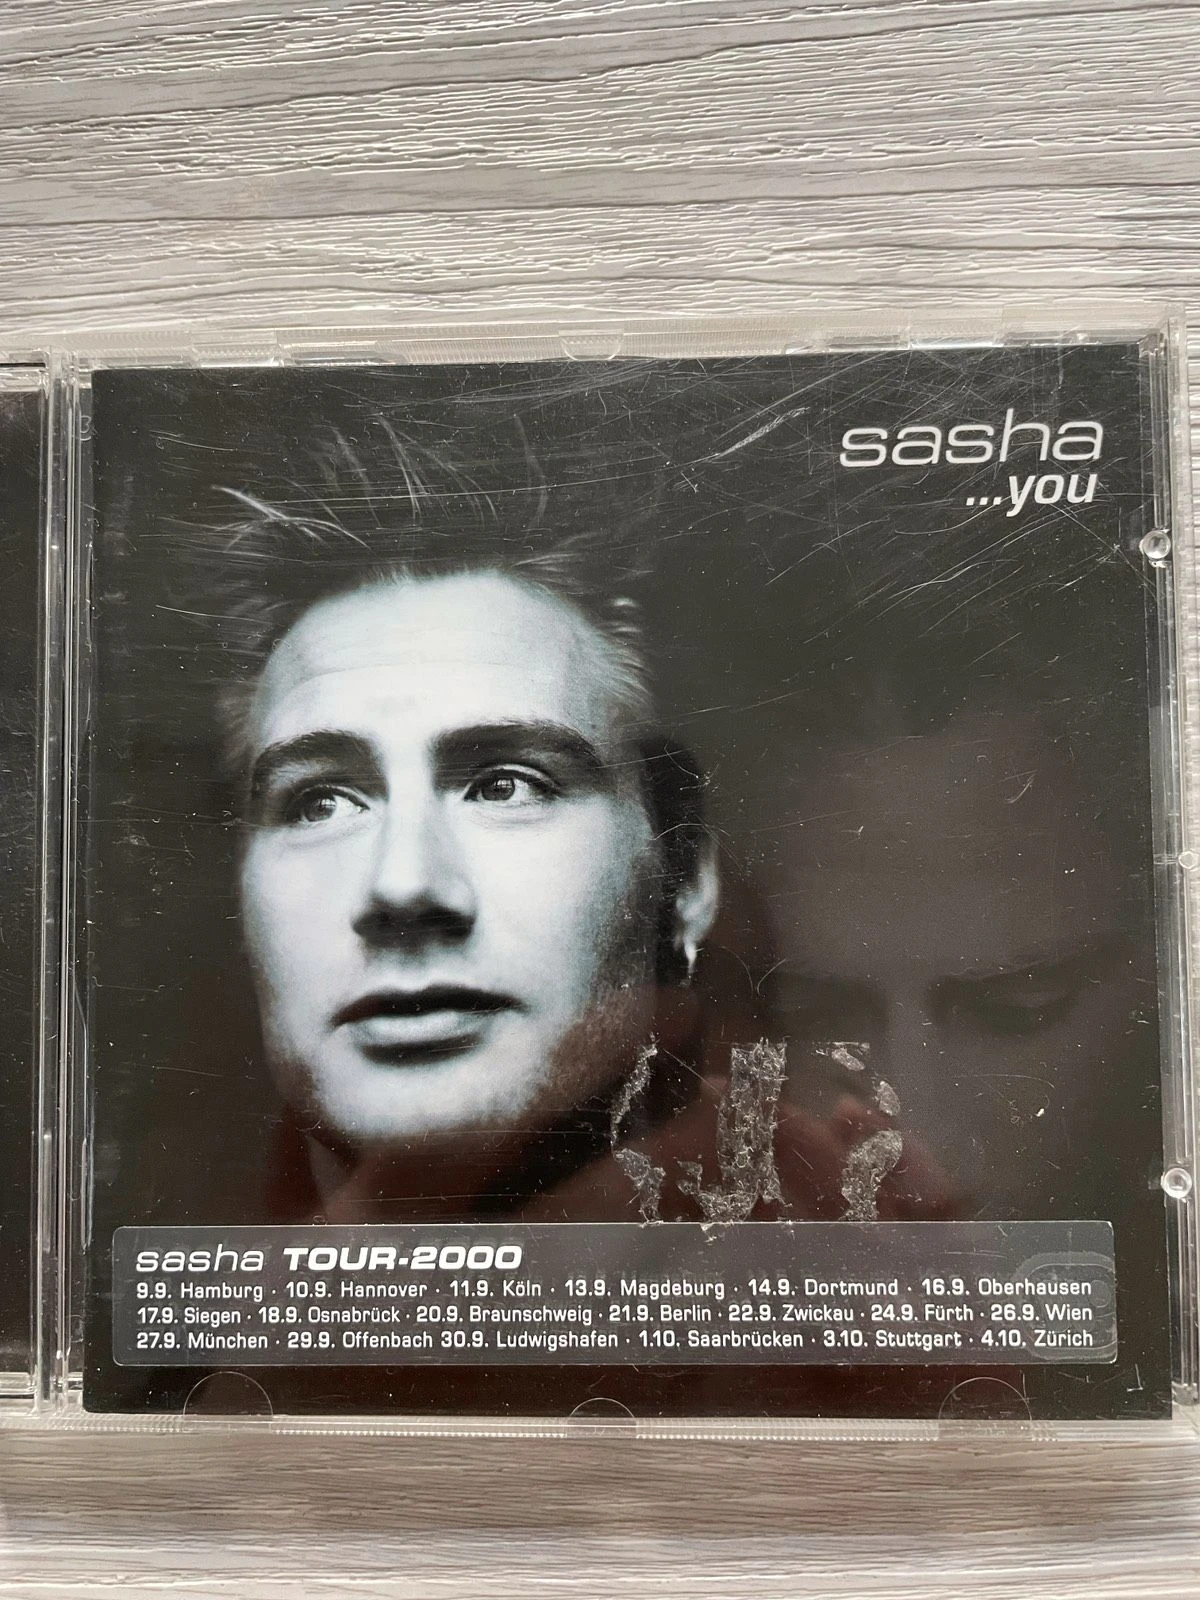 sasha
...you
sasha TOUR-2000
9.9. Hamburg · 10.9. Hannover · 11.9. Köln · 13.9. Magdeburg · 14.9. Dortmund · 16.9. Oberhausen
17.9. Siegen · 18.9. Osnabrück · 20.9. Braunschweig · 21.9. Berlin · 22.9. Zwickau · 24.9. Fürth · 26.9. Wien
27.9. München · 29.9. Offenbach 30.9. Ludwigshafen · 1.10. Saarbrücken · 3.10. Stuttgart · 4.10. Zürich